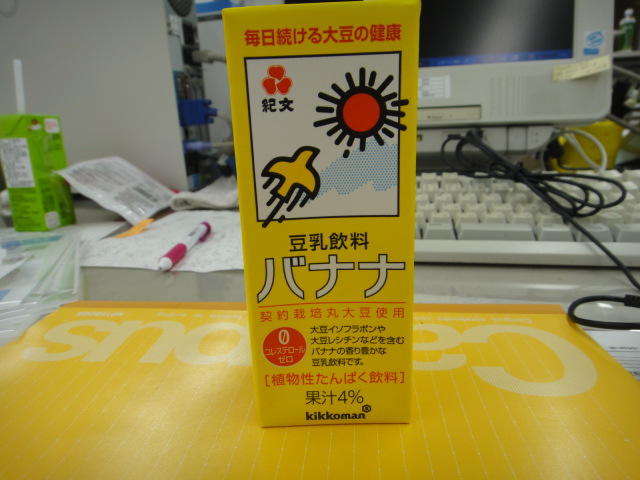 毎日続ける大豆の健康
紀文
豆乳飲料
バナナ
契約栽培丸大豆使用
0
コレステロール
ゼロ
大豆イソフラボンや
大豆レシチンなどを含む
バナナの香り豊かな
豆乳飲料です。
[植物性たんぱく飲料]
果汁4%
kikkoman®
Ca
ous